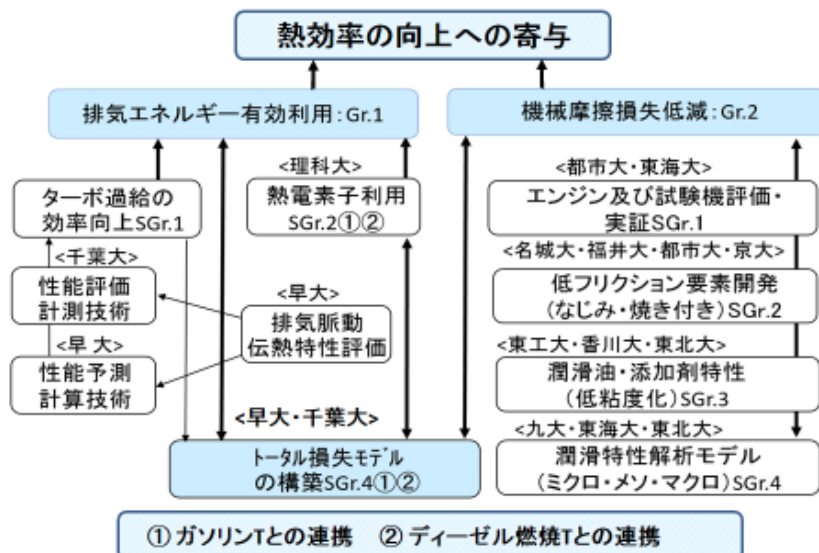 熱効率の向上への寄与
排気エネルギー有効利用:Gr.1
機械摩擦損失低減:Gr.2
ターボ過給の
効率向上SGr.1
<千葉大>
性能評価
計測技術
<早 大>
性能予測
計算技術
<理科大>
熱電素子利用
SGr.2①②
<早大>
排気脈動
伝熱特性評価
<早大・千葉大>
トータル損失モデル
の構築SGr.4①②
<都市大・東海大>
エンジン及び試験機評価・
実証SGr.1
<名城大・福井大・都市大・京大>
低フリクション要素開発
(なじみ・焼き付き)SGr.2
<東工大・香川大・東北大>
潤滑油・添加剤特性
(低粘度化)SGr.3
<九大・東海大・東北大>
潤滑特性解析モデル
(ミクロ・メソ・マクロ)SGr.4
① ガソリンTとの連携 ② ディーゼル燃焼Tとの連携